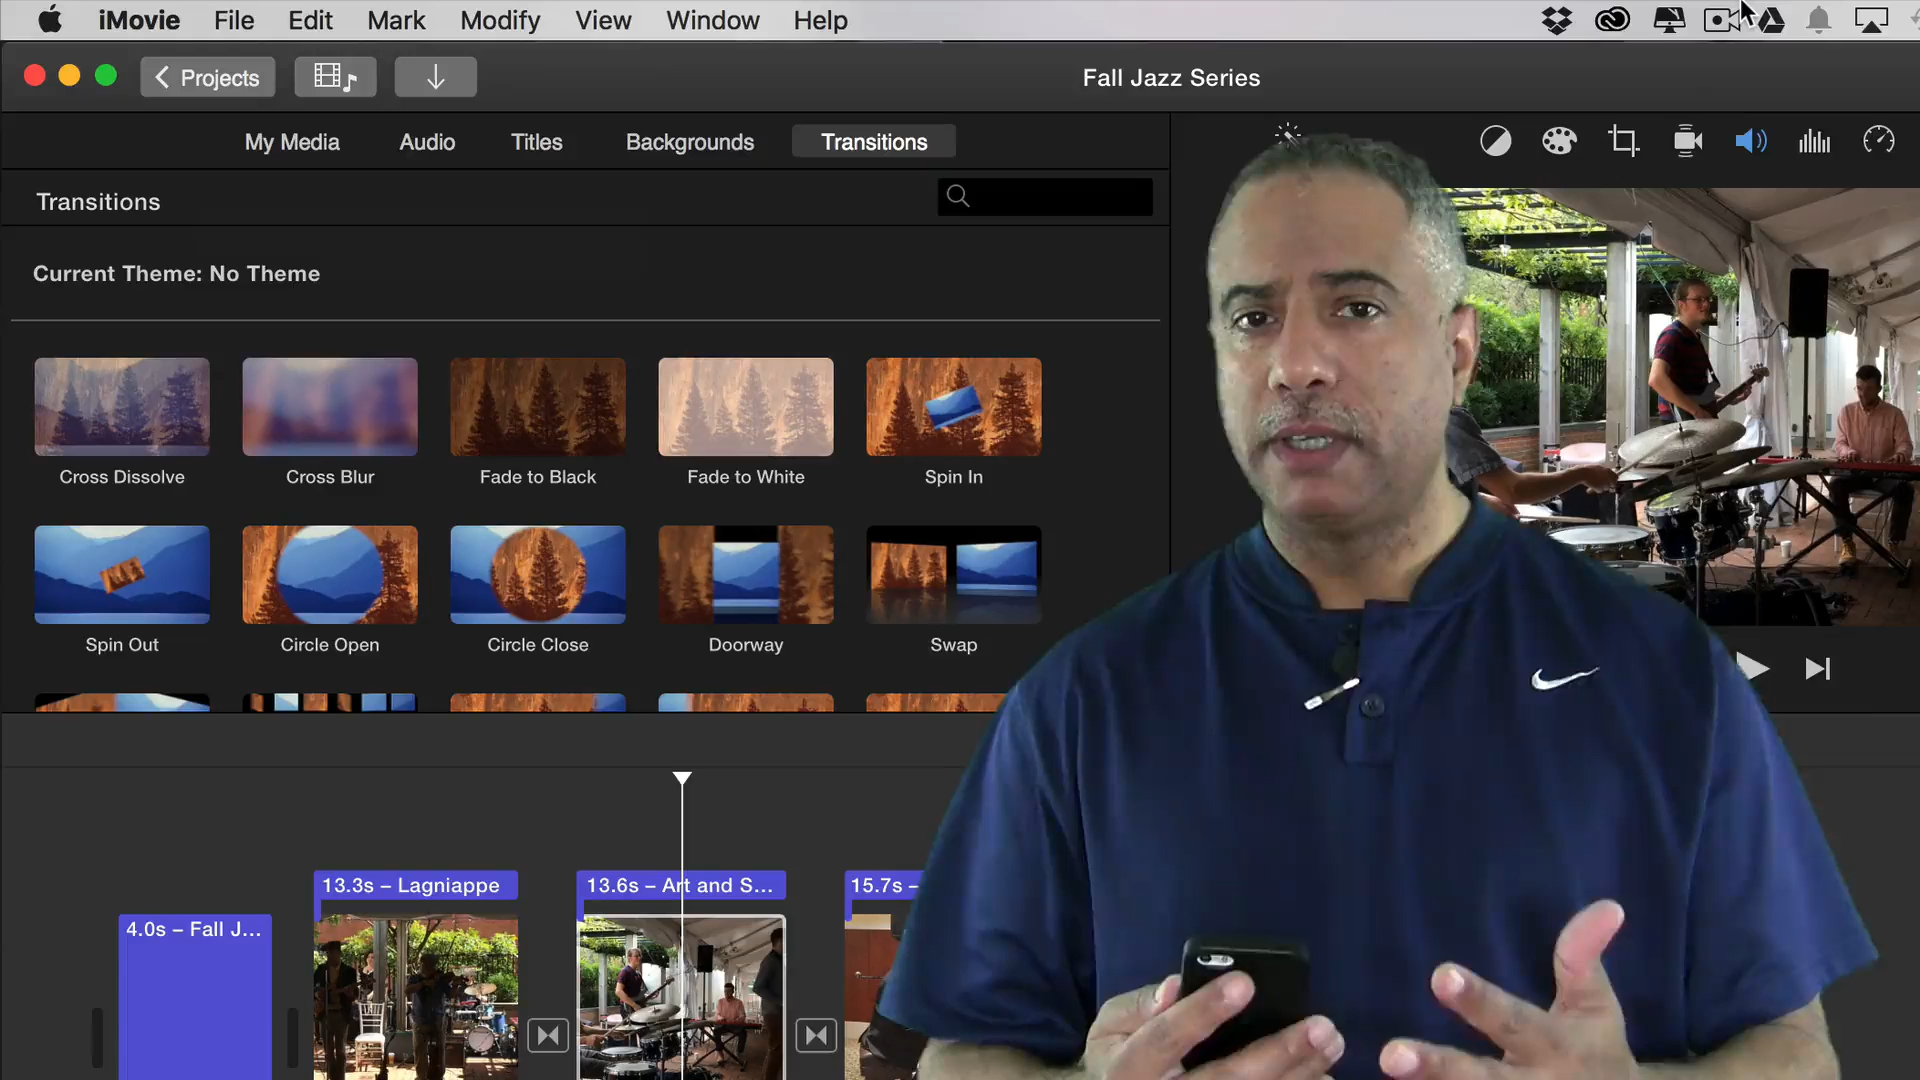 iMovie File Edit Mark Modify View Window Help
Projects
Fall Jazz Series
My Media Audio Titles Backgrounds Transitions
Transitions
Current Theme: No Theme
Cross Dissolve Cross Blur Fade to Black Fade to White Spin In
Spin Out Circle Open Circle Close Doorway Swap
13.3s – Lagniappe 13.6s – Art and S... 15.7s –
4.0s – Fall J...